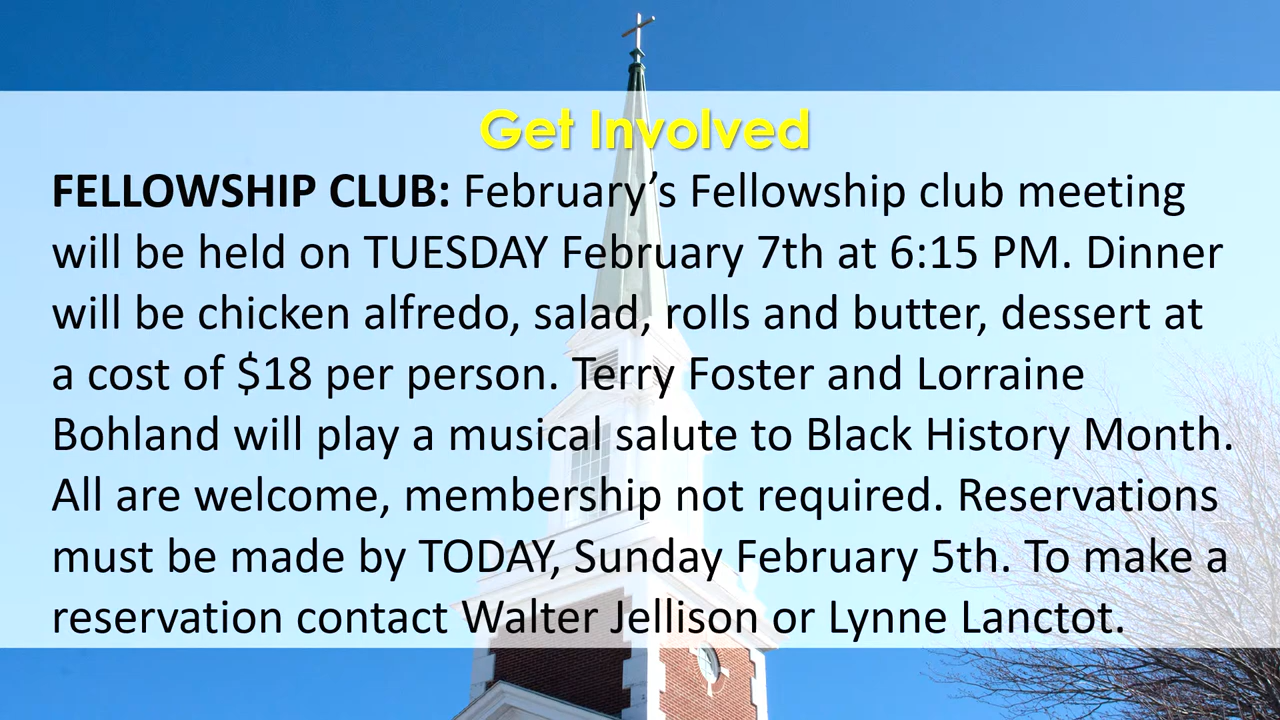 Get Involved
FELLOWSHIP CLUB: February’s Fellowship club meeting
will be held on TUESDAY February 7th at 6:15 PM. Dinner
will be chicken alfredo, salad, rolls and butter, dessert at
a cost of $18 per person. Terry Foster and Lorraine
Bohland will play a musical salute to Black History Month.
All are welcome, membership not required. Reservations
must be made by TODAY, Sunday February 5th. To make a
reservation contact Walter Jellison or Lynne Lanctot.